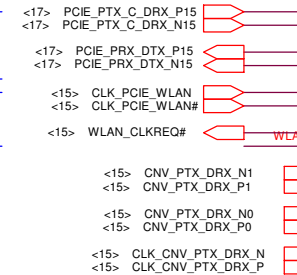 <17> PCIE_PTX_C_DRX_P15
<17> PCIE_PTX_C_DRX_N15
<17> PCIE_PRX_DTX_P15
<17> PCIE_PRX_DTX_N15
<15> CLK_PCIE_WLAN
<15> CLK_PCIE_WLAN#
<15> WLAN_CLKREQ#
WLA
<15> CNV_PTX_DRX_N1
<15> CNV_PTX_DRX_P1
<15> CNV_PTX_DRX_N0
<15> CNV_PTX_DRX_P0
<15> CLK_CNV_PTX_DRX_N
<15> CLK_CNV_PTX_DRX_P